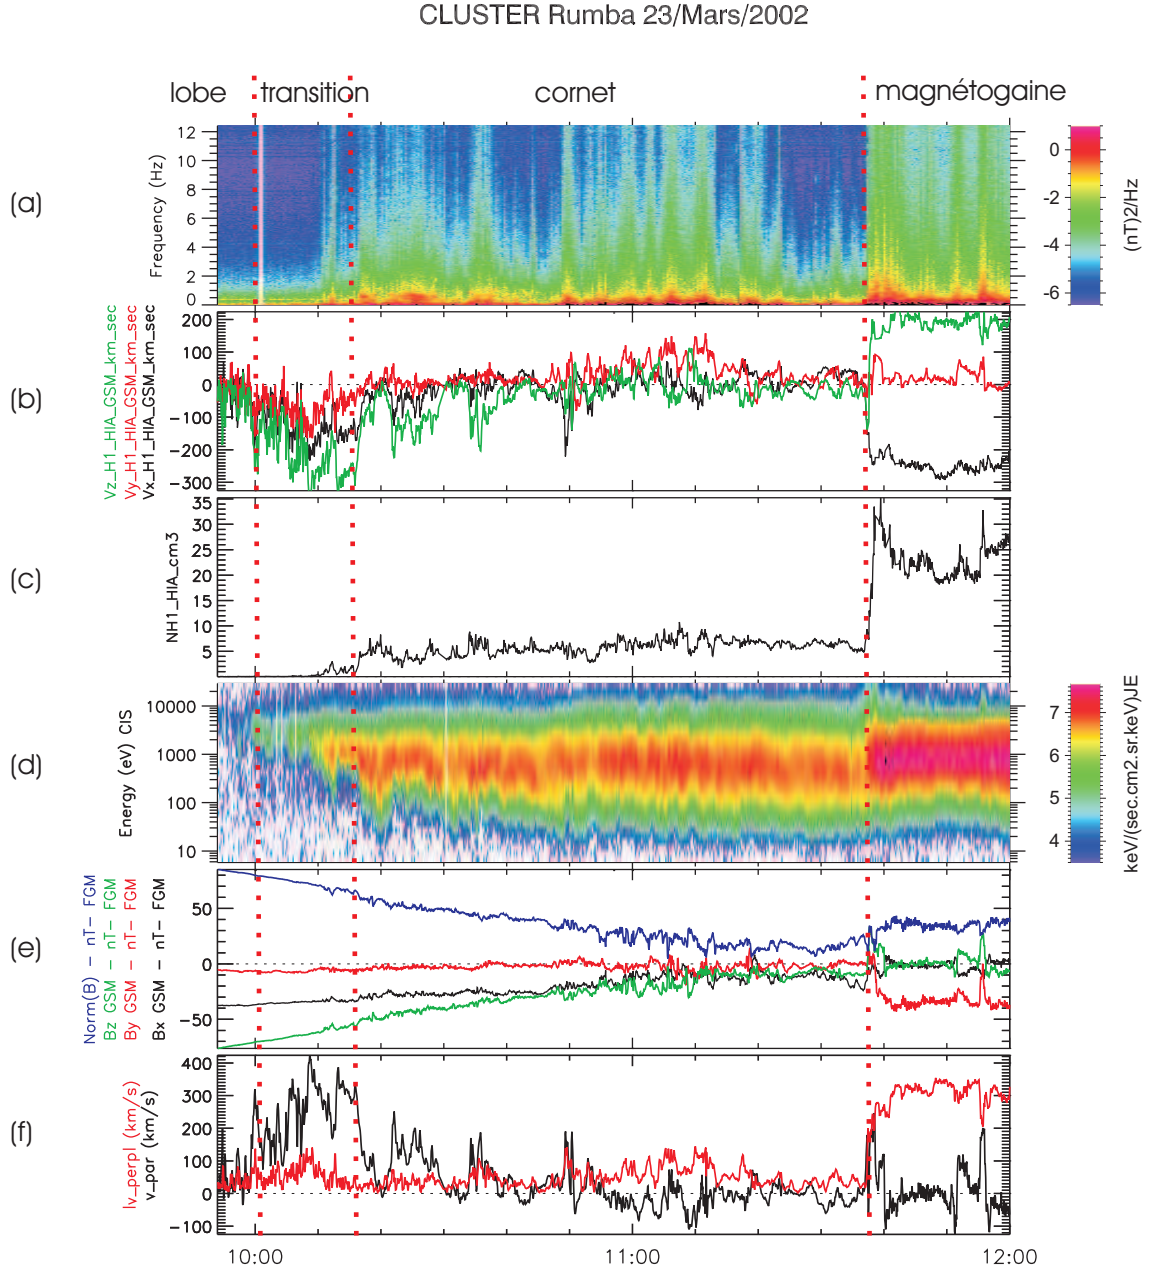 CLUSTER Rumba 23/Mars/2002
lobe transition cornet magnétogaine
(a)
Frequency (Hz)
12
10
8
6
4
2
0
0
-2
-4
-6
(nT)2/Hz
(b)
Vz_H1_HIA_GSM_km_sec
Vy_H1_HIA_GSM_km_sec
Vx_H1_HIA_GSM_km_sec
200
100
0
-100
-200
-300
(c)
NH1_HIA_cm3
35
30
25
20
15
10
5
(d)
Energy (eV) CIS
10000
1000
100
10
7
6
5
4
keV/(sec.cm2.sr.keV)JE
(e)
Norm(B) - nT- FGM
Bz GSM - nT- FGM
By GSM - nT- FGM
Bx GSM - nT- FGM
50
0
-50
(f)
lv_perpl (km/s)
v_par (km/s)
400
300
200
100
0
-100
10:00 11:00 12:00